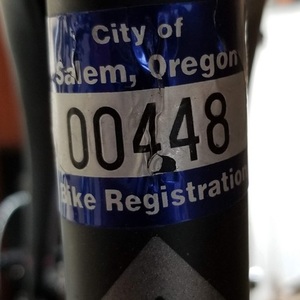 City of
Salem, Oregon
00448
Bike Registration